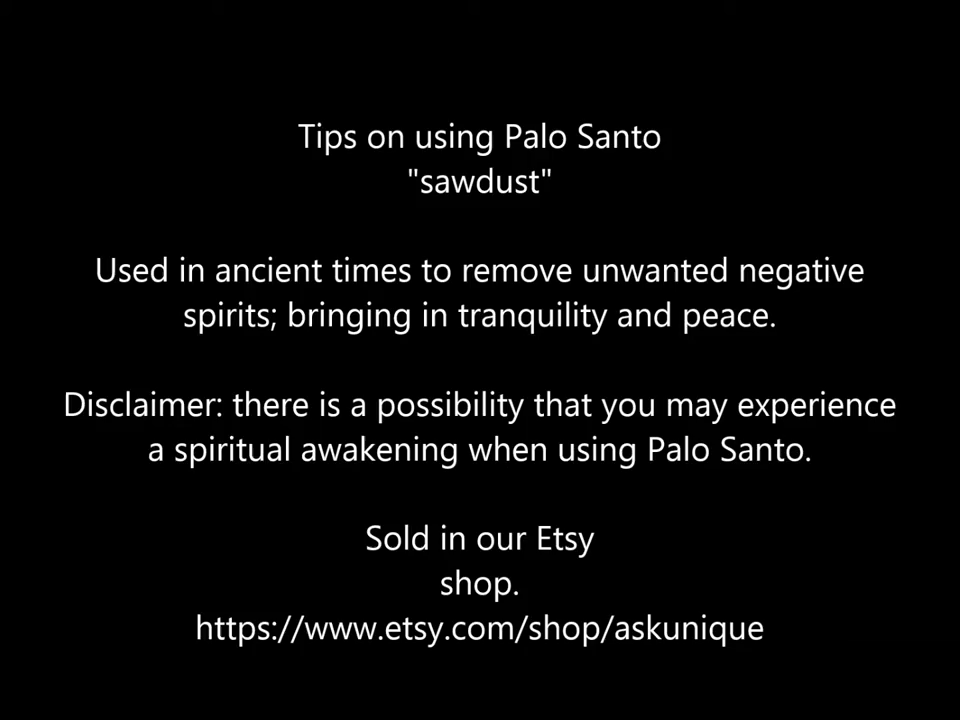 Tips on using Palo Santo
"sawdust"
Used in ancient times to remove unwanted negative
spirits; bringing in tranquility and peace.
Disclaimer: there is a possibility that you may experience
a spiritual awakening when using Palo Santo.
Sold in our Etsy
shop.
https://www.etsy.com/shop/askunique